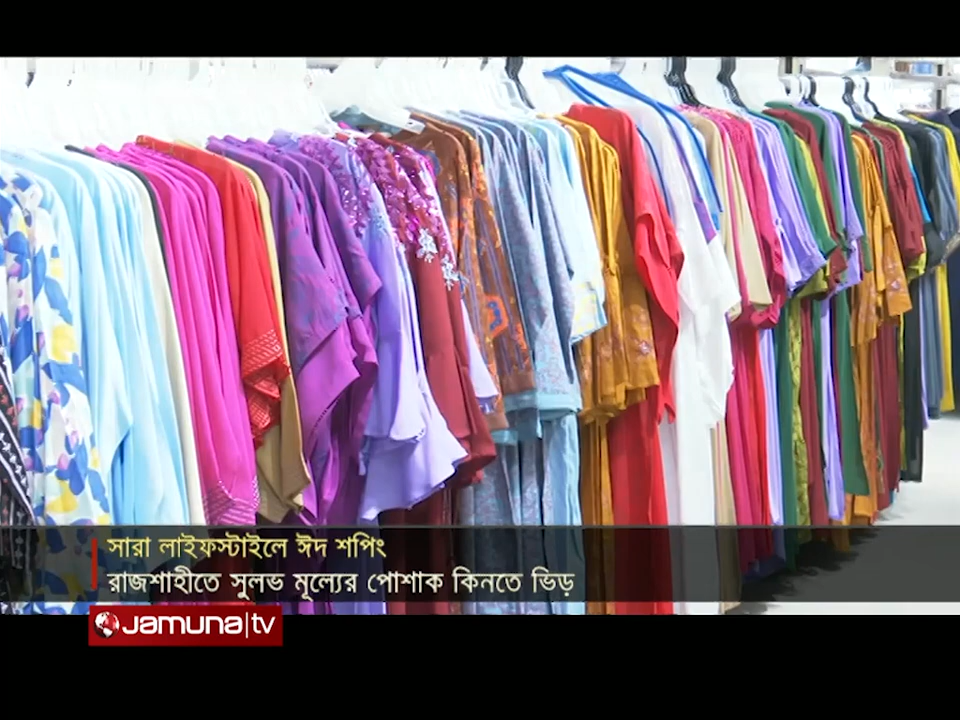 সারা লাইফস্টাইলে ঈদ শপিং
রাজশাহীতে সুলভ মূল্যের পোশাক কিনতে ভিড়
Jamuna|tv